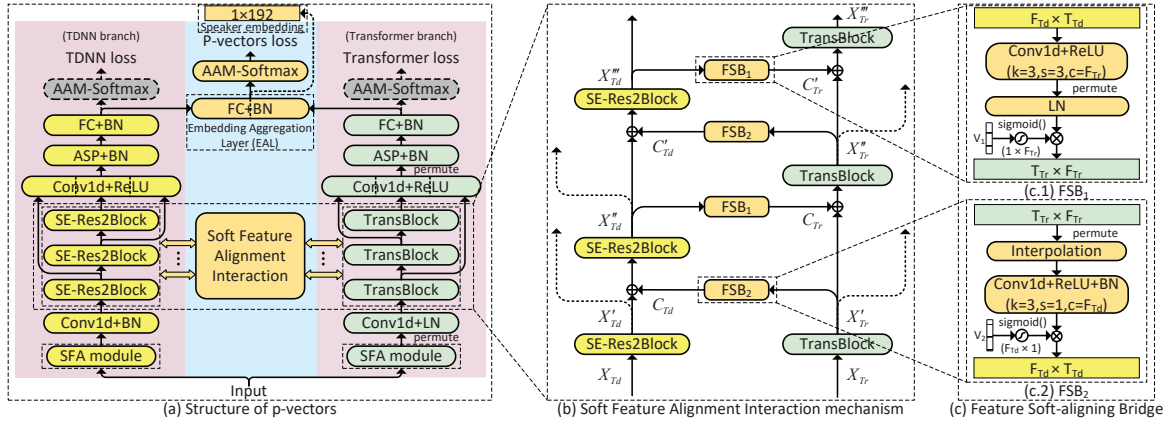 1×192
Speaker embedding
(TDNN branch)
P-vectors loss
(Transformer branch)
TDNN loss
Transformer loss
AAM-Softmax
AAM-Softmax
AAM-Softmax
FC+BN
FC+BN
Embedding Aggregation
Layer (EAL)
FC+BN
ASP+BN
ASP+BN
permute
Conv1d+ReLU
Conv1d+ReLU
SE-Res2Block
TransBlock
SE-Res2Block
Soft Feature
Alignment
Interaction
TransBlock
SE-Res2Block
TransBlock
Conv1d+BN
Conv1d+LN
permute
SFA module
SFA module
Input
(a) Structure of p-vectors
X'''Tr
TransBlock
X'''Td
FSB1
C'Tr
SE-Res2Block
FSB2
C'Td
X''Tr
TransBlock
X''Td
FSB1
CTr
SE-Res2Block
FSB2
CTd
X'Td
X'Tr
SE-Res2Block
TransBlock
XTd
XTr
(b) Soft Feature Alignment Interaction mechanism
FTd × TTd
Conv1d+ReLU
(k=3,s=3,c=FTr)
permute
LN
V1
sigmoid()
(1 × FTr)
TTr × FTr
(c.1) FSB1
TTr × FTr
permute
Interpolation
Conv1d+ReLU+BN
(k=3,s=1,c=FTd)
V2
sigmoid()
(FTd × 1)
FTd × TTd
(c.2) FSB2
(c) Feature Soft-aligning Bridge